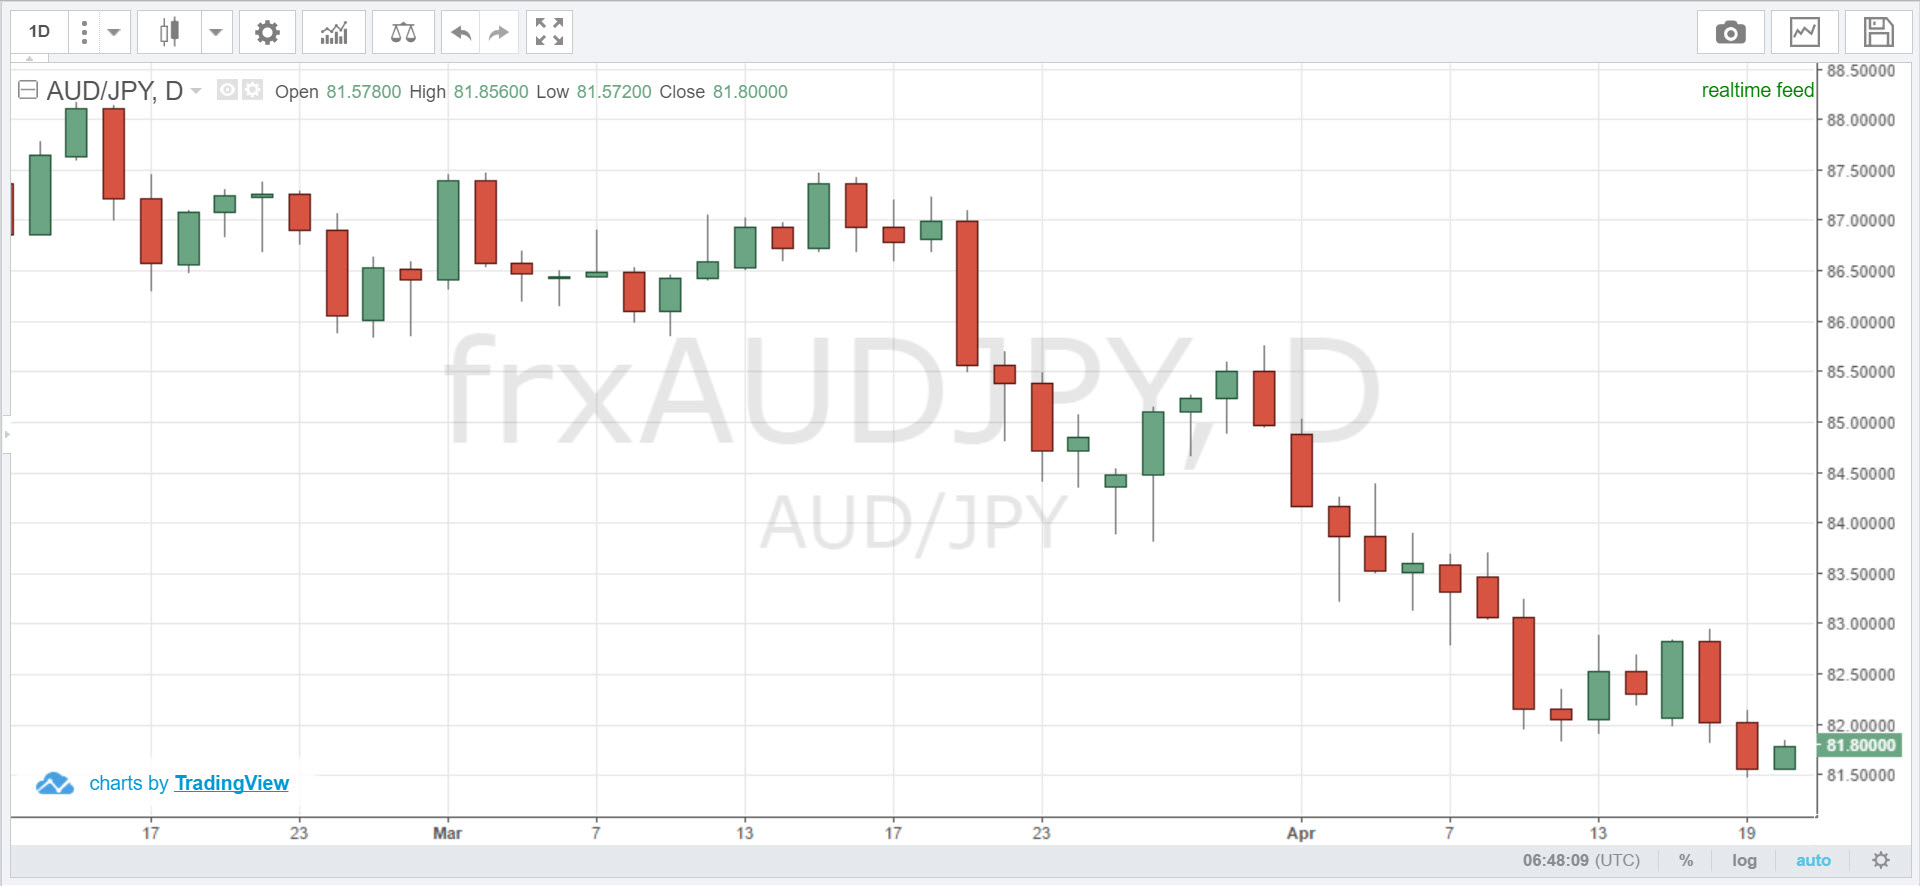 1D
AUD/JPY, D Open 81.57800 High 81.85600 Low 81.57200 Close 81.80000
realtime feed
88.50000
88.00000
87.50000
87.00000
86.50000
86.00000
85.50000
85.00000
84.50000
84.00000
83.50000
83.00000
82.50000
82.00000
81.80000
81.50000
frxAUDJPY, D
AUD/JPY
charts by TradingView
17 23 Mar 7 13 17 23 Apr 7 13 19
06:48:09 (UTC) % log auto